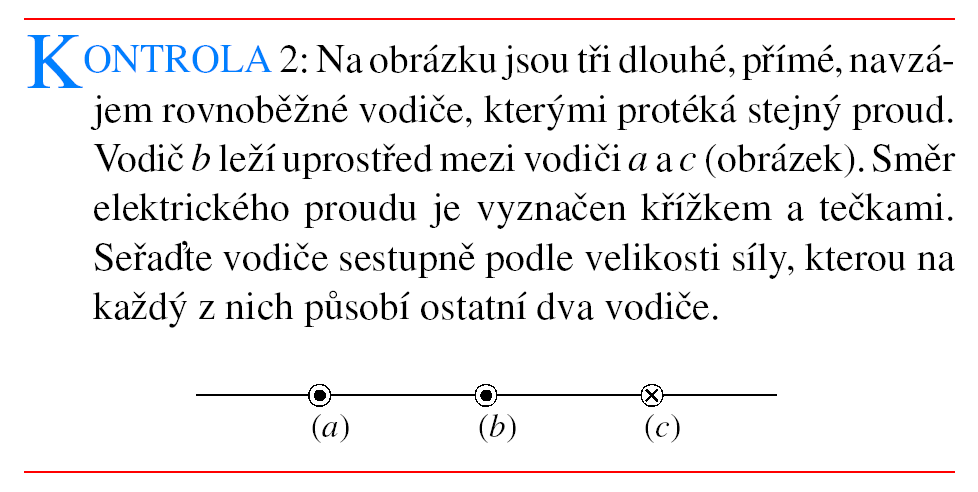 KONTROLA 2: Na obrázku jsou tři dlouhé, přímé, navzá-
jem rovnoběžné vodiče, kterými protéká stejný proud.
Vodič b leží uprostřed mezi vodiči a a c (obrázek). Směr
elektrického proudu je vyznačen křížkem a tečkami.
Seřaďte vodiče sestupně podle velikosti síly, kterou na
každý z nich působí ostatní dva vodiče.
(a) (b) (c)